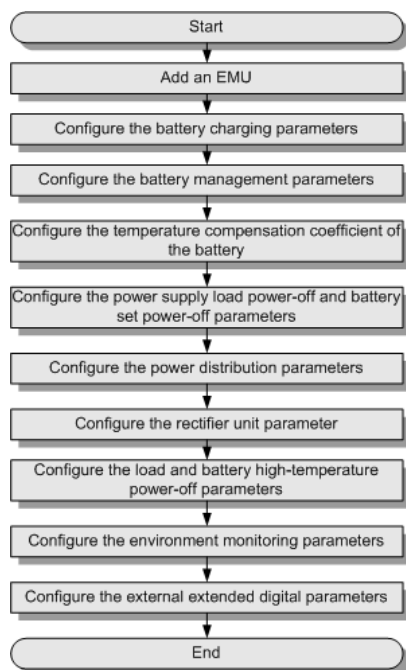 Start
Add an EMU
Configure the battery charging parameters
Configure the battery management parameters
Configure the temperature compensation coefficient of
the battery
Configure the power supply load power-off and battery
set power-off parameters
Configure the power distribution parameters
Configure the rectifier unit parameter
Configure the load and battery high-temperature
power-off parameters
Configure the environment monitoring parameters
Configure the external extended digital parameters
End